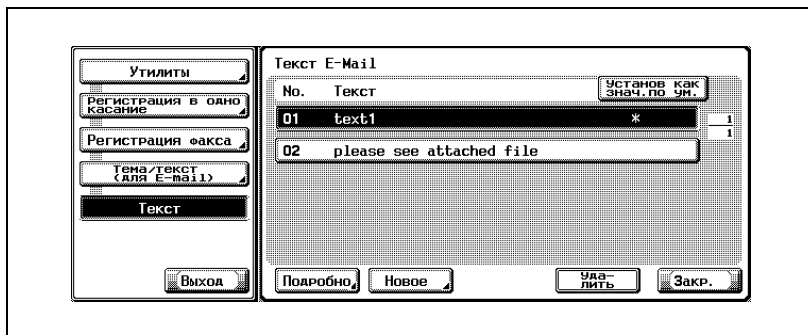 Утилиты
Регистрация в одно
касание
Регистрация факса
Тема/текст
(для E-mail)
Текст
Выход
Текст E-Mail
No. Текст
Установ как
знач.по ум.
01 text1 *
02 please see attached file
1
1
Подробно
Новое
Уда-
лить
Закр.